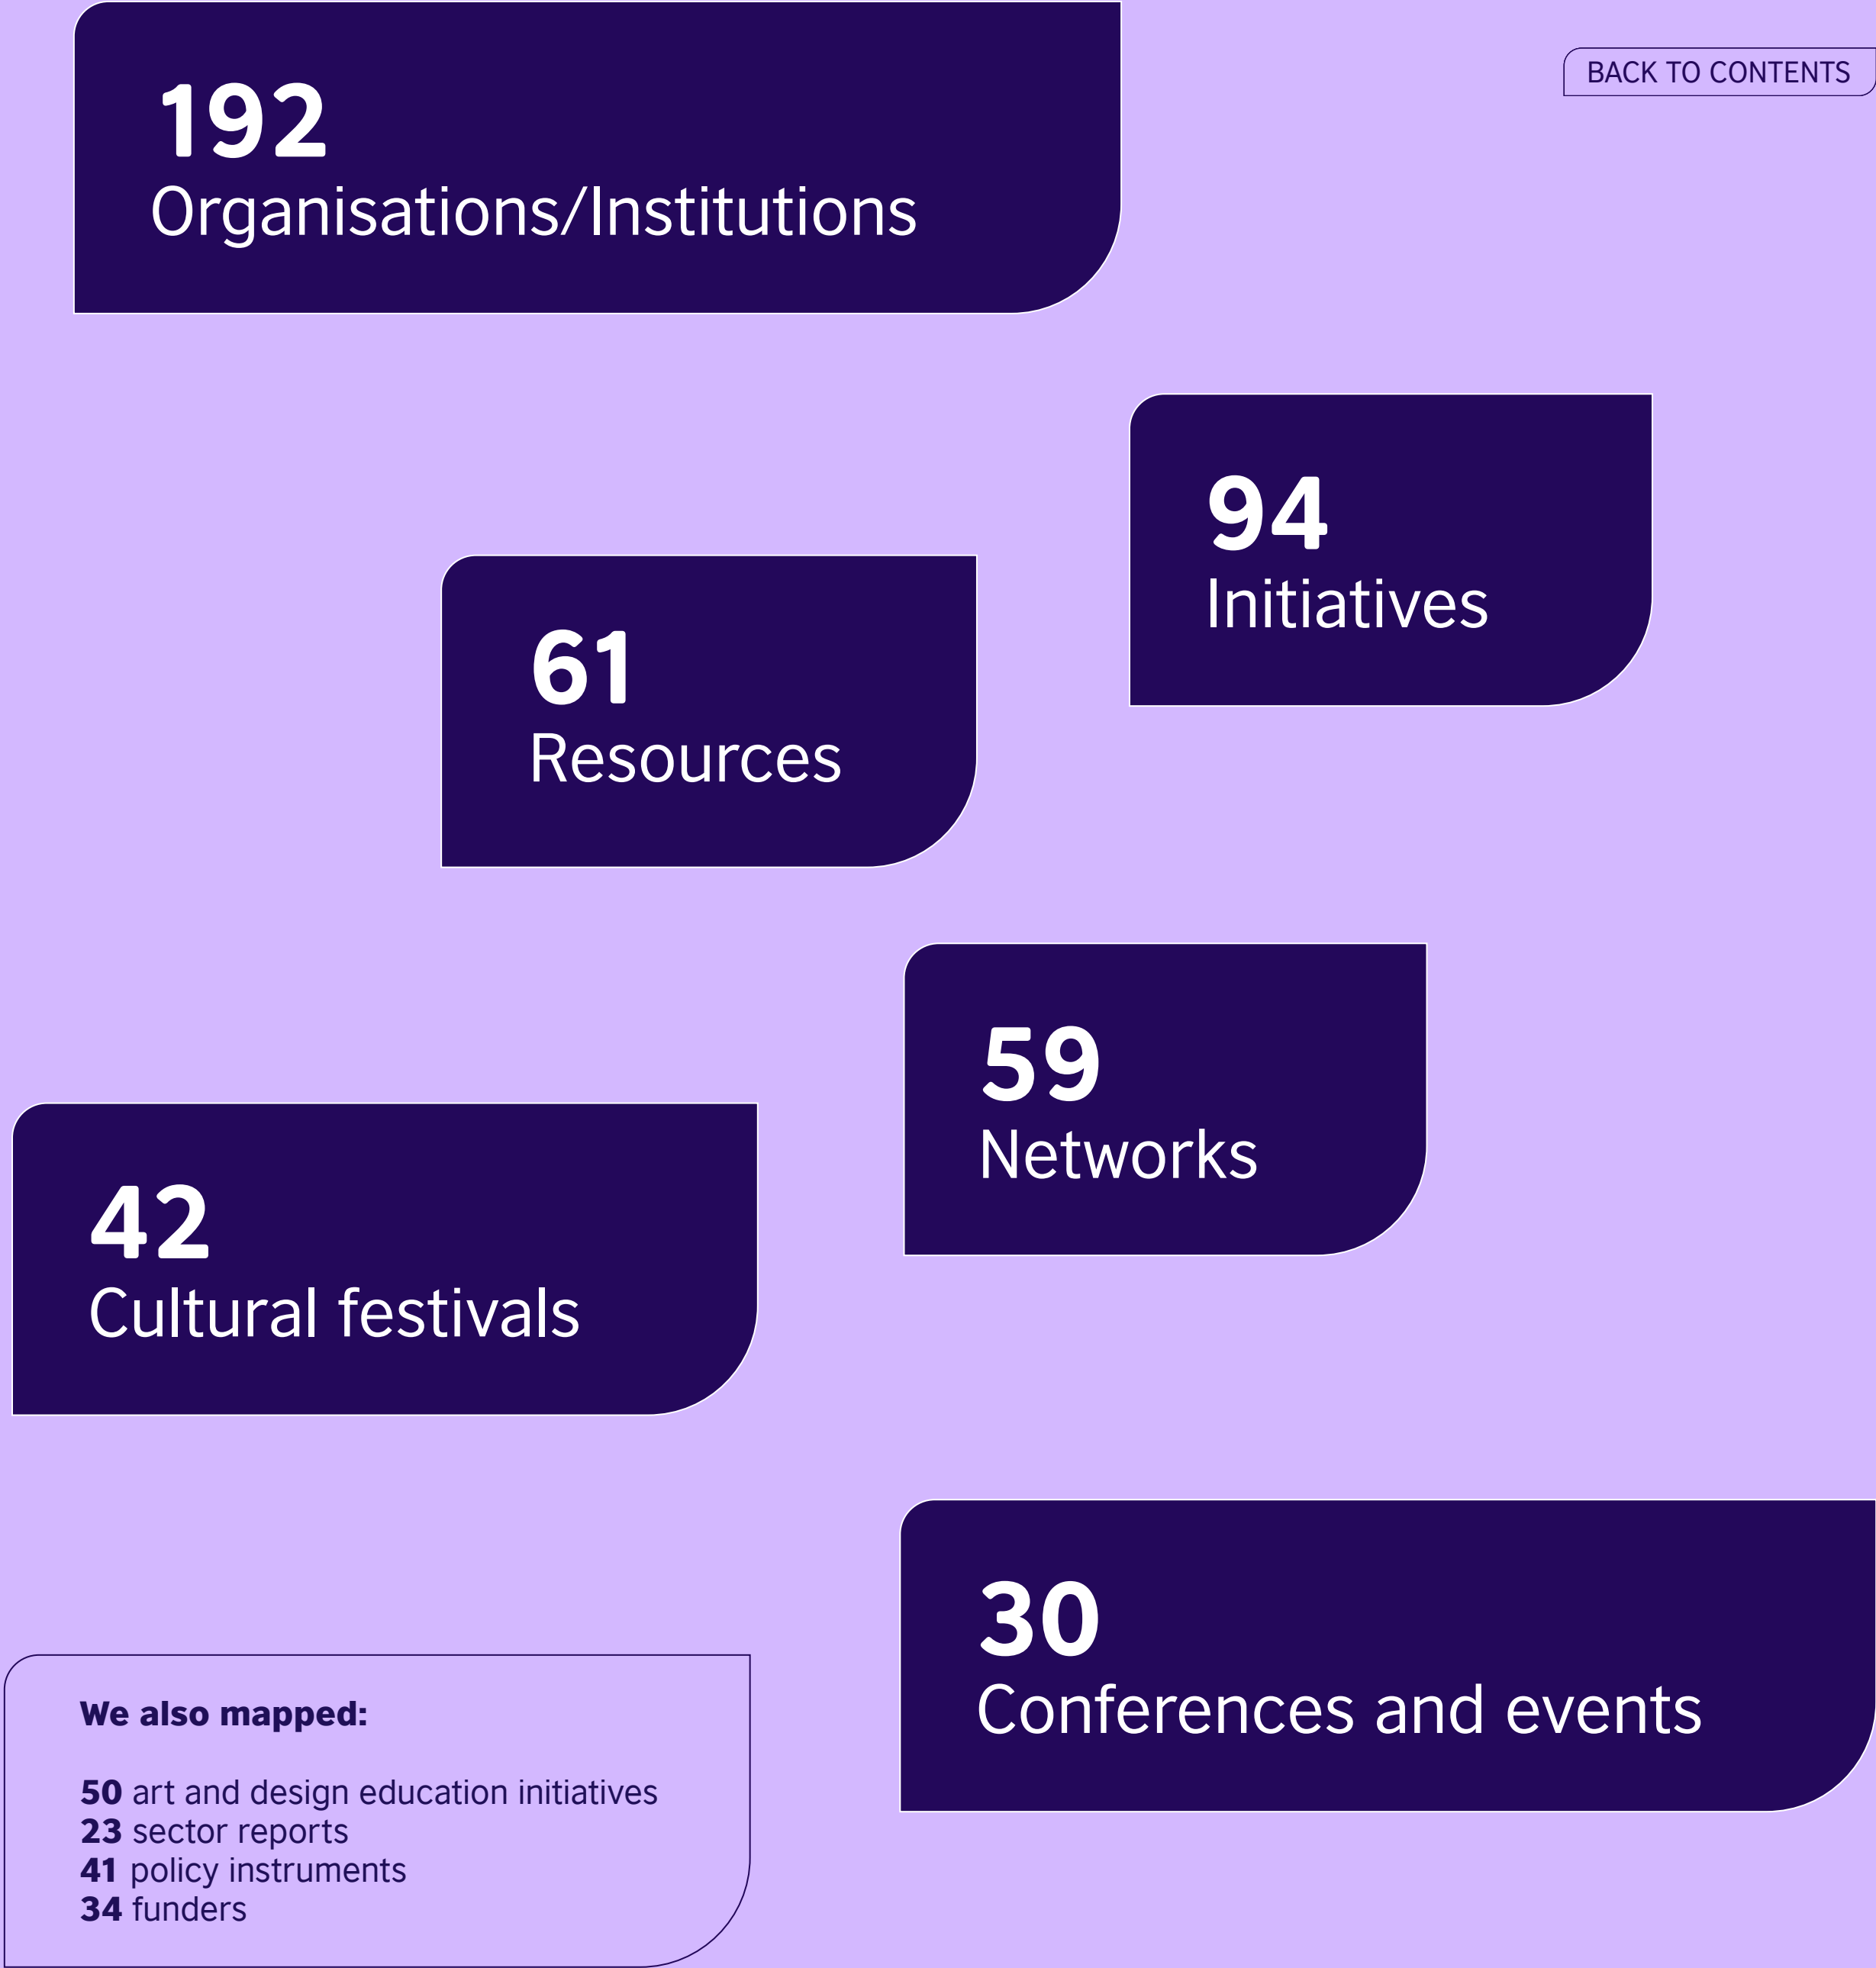 192
Organisations/Institutions
BACK TO CONTENTS
94
Initiatives
61
Resources
59
Networks
42
Cultural festivals
30
Conferences and events
We also mapped:
50 art and design education initiatives
23 sector reports
41 policy instruments
34 funders